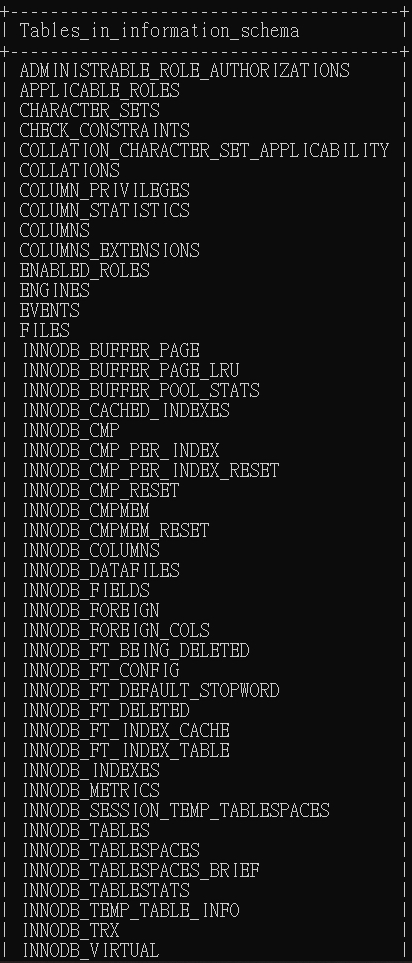 +---------------------------------------+
| Tables_in_information_schema |
+---------------------------------------+
| ADMINISTRABLE_ROLE_AUTHORIZATIONS |
| APPLICABLE_ROLES |
| CHARACTER_SETS |
| CHECK_CONSTRAINTS |
| COLLATION_CHARACTER_SET_APPLICABILITY |
| COLLATIONS |
| COLUMN_PRIVILEGES |
| COLUMN_STATISTICS |
| COLUMNS |
| COLUMNS_EXTENSIONS |
| ENABLED_ROLES |
| ENGINES |
| EVENTS |
| FILES |
| INNODB_BUFFER_PAGE |
| INNODB_BUFFER_PAGE_LRU |
| INNODB_BUFFER_POOL_STATS |
| INNODB_CACHED_INDEXES |
| INNODB_CMP |
| INNODB_CMP_PER_INDEX |
| INNODB_CMP_PER_INDEX_RESET |
| INNODB_CMP_RESET |
| INNODB_CMPMEM |
| INNODB_CMPMEM_RESET |
| INNODB_COLUMNS |
| INNODB_DATAFILES |
| INNODB_FIELDS |
| INNODB_FOREIGN |
| INNODB_FOREIGN_COLS |
| INNODB_FT_BEING_DELETED |
| INNODB_FT_CONFIG |
| INNODB_FT_DEFAULT_STOPWORD |
| INNODB_FT_DELETED |
| INNODB_FT_INDEX_CACHE |
| INNODB_FT_INDEX_TABLE |
| INNODB_INDEXES |
| INNODB_METRICS |
| INNODB_SESSION_TEMP_TABLESPACES |
| INNODB_TABLES |
| INNODB_TABLESPACES |
| INNODB_TABLESPACES_BRIEF |
| INNODB_TABLESTATS |
| INNODB_TEMP_TABLE_INFO |
| INNODB_TRX |
| INNODB_VIRTUAL |